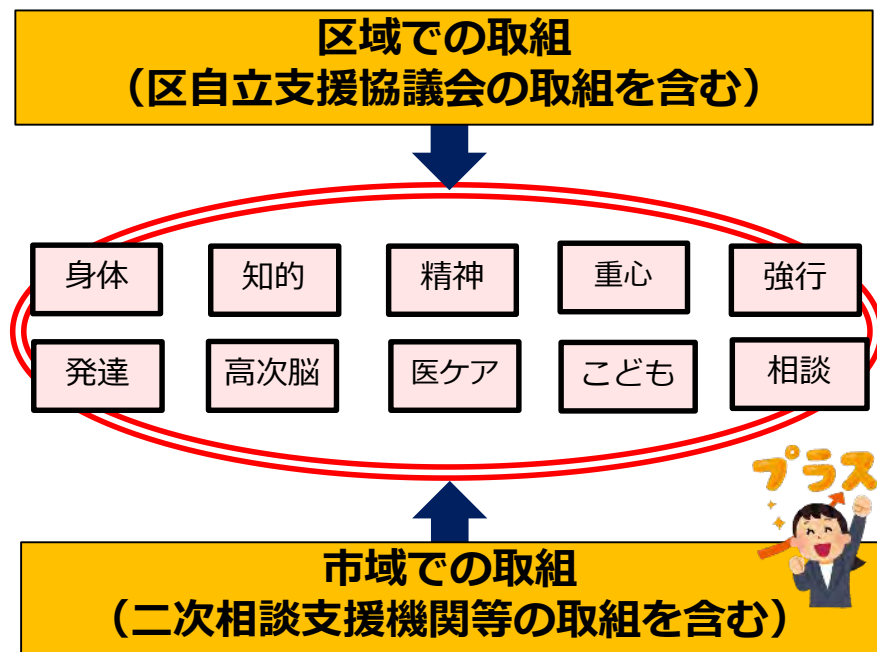 区域での取組
（区自立支援協議会の取組を含む）
身体 知的 精神 重心 強行
発達 高次脳 医ケア こども 相談
プラス
市域での取組
（二次相談支援機関等の取組を含む）